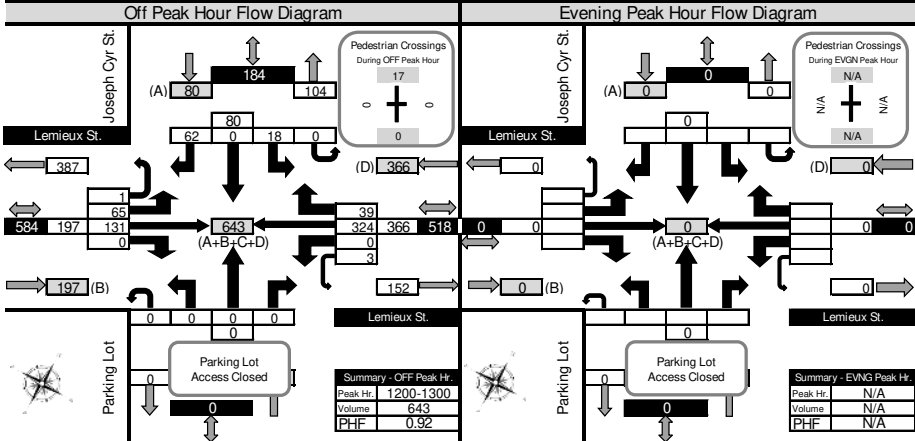 Off Peak Hour Flow Diagram
Joseph Cyr St.
184
(A) 80
104
Pedestrian Crossings
During OFF Peak Hour
17
0 0
0
80
62 0 18 0
Lemieux St.
387
(D) 366
1
65
584 197 131
0
643
(A+B+C+D)
39
324 366 518
0
3
197 (B)
152
0 0 0 0
0
Lemieux St.
Parking Lot
0
Parking Lot
Access Closed
0
Summary - OFF Peak Hr.
Peak Hr. 1200-1300
Volume 643
PHF 0.92
Evening Peak Hour Flow Diagram
Joseph Cyr St.
0
(A) 0
0
Pedestrian Crossings
During EVGN Peak Hour
N/A
N/A N/A
N/A
0
Lemieux St.
0
(D) 0
0 0
0
(A+B+C+D)
0 0
0 (B)
0
0
Lemieux St.
Parking Lot
Parking Lot
Access Closed
0
Summary - EVNG Peak Hr.
Peak Hr. N/A
Volume N/A
PHF N/A